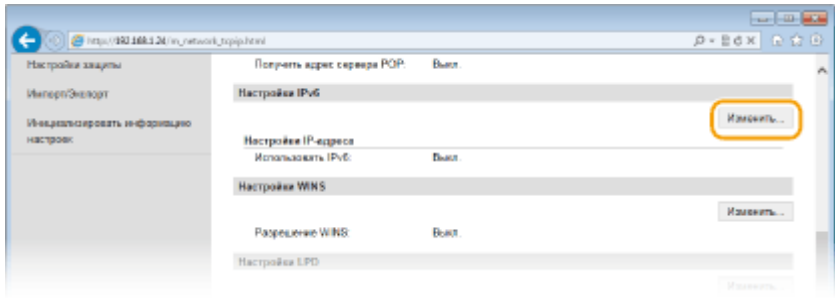 http://192.168.1.24/m_network_tcpip.html
Настройки защиты
Получить адрес сервера POP: Выкл.
Импорт/Экспорт
Настройки IPv6
Изменить...
Инициализировать информацию
настроек
Настройки IP-адреса
Использовать IPv6: Выкл.
Настройки WINS
Изменить...
Разрешение WINS: Выкл.
Настройки LPD
Изменить...